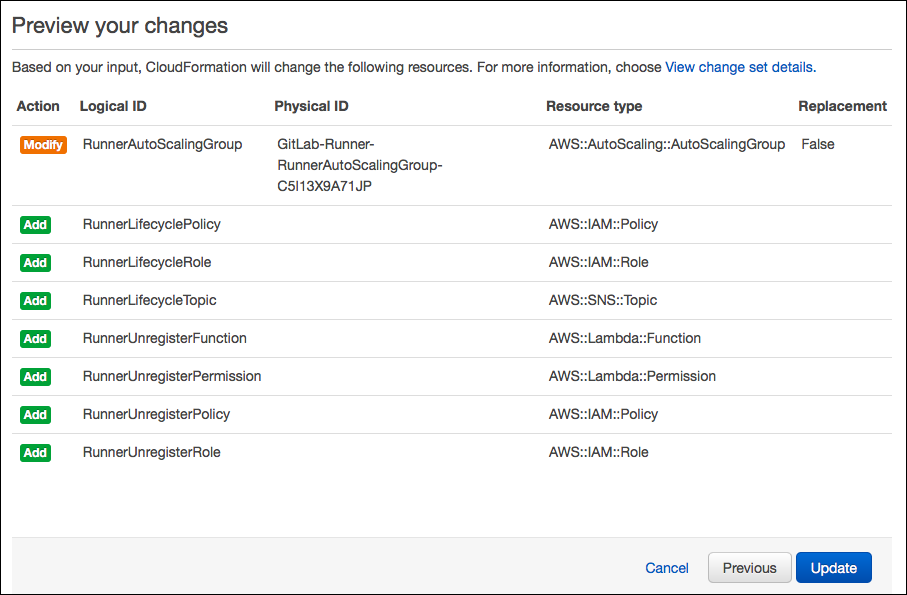 Preview your changes
Based on your input, CloudFormation will change the following resources. For more information, choose View change set details.
Action Logical ID Physical ID Resource type Replacement
Modify RunnerAutoScalingGroup GitLab-Runner- AWS::AutoScaling::AutoScalingGroup False
RunnerAutoScalingGroup-
C5I13X9A71JP
Add RunnerLifecyclePolicy AWS::IAM::Policy
Add RunnerLifecycleRole AWS::IAM::Role
Add RunnerLifecycleTopic AWS::SNS::Topic
Add RunnerUnregisterFunction AWS::Lambda::Function
Add RunnerUnregisterPermission AWS::Lambda::Permission
Add RunnerUnregisterPolicy AWS::IAM::Policy
Add RunnerUnregisterRole AWS::IAM::Role
Cancel Previous Update